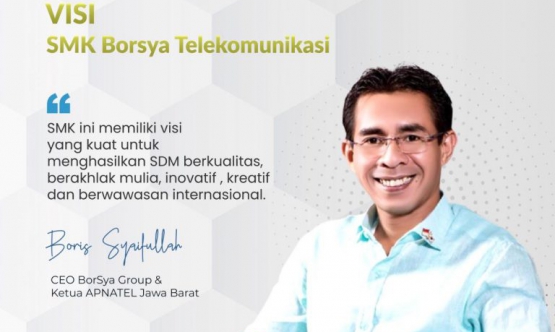 VISI
SMK Borsya Telekomunikasi
SMK ini memiliki visi
yang kuat untuk
menghasilkan SDM berkualitas,
berakhlak mulia, inovatif , kreatif
dan berwawasan internasional.
Boris Syaifullah
CEO BorSya Group &
Ketua APNATEL Jawa Barat